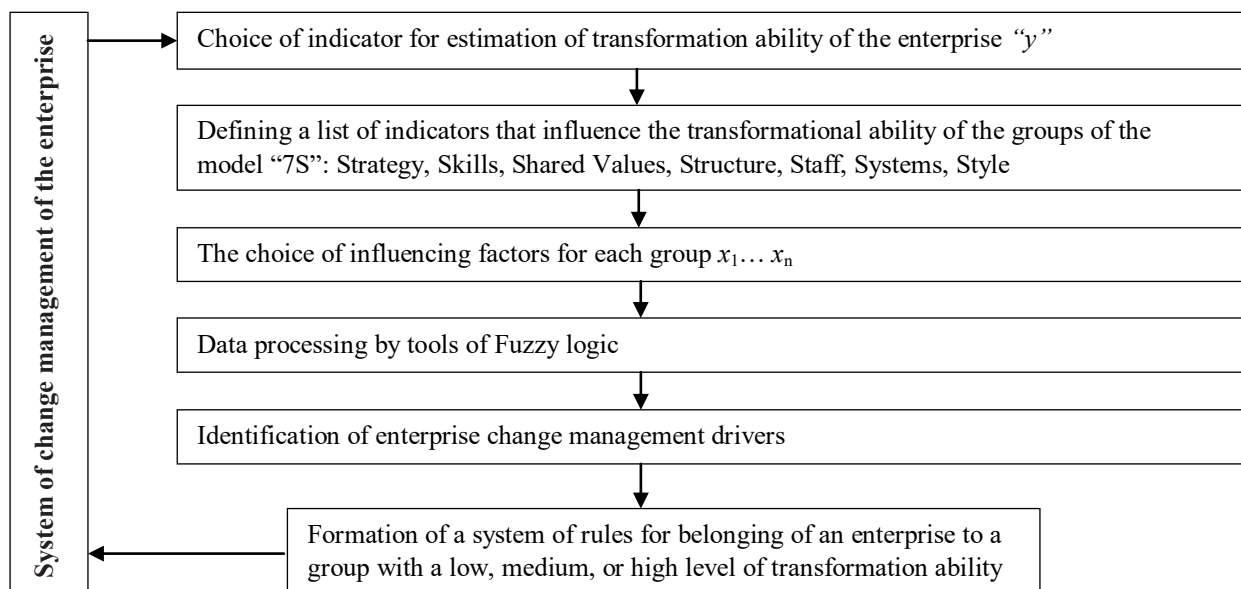 System of change management of the enterprise
Choice of indicator for estimation of transformation ability of the enterprise “y”
Defining a list of indicators that influence the transformational ability of the groups of the
model “7S”: Strategy, Skills, Shared Values, Structure, Staff, Systems, Style
The choice of influencing factors for each group x₁… xₙ
Data processing by tools of Fuzzy logic
Identification of enterprise change management drivers
Formation of a system of rules for belonging of an enterprise to a
group with a low, medium, or high level of transformation ability